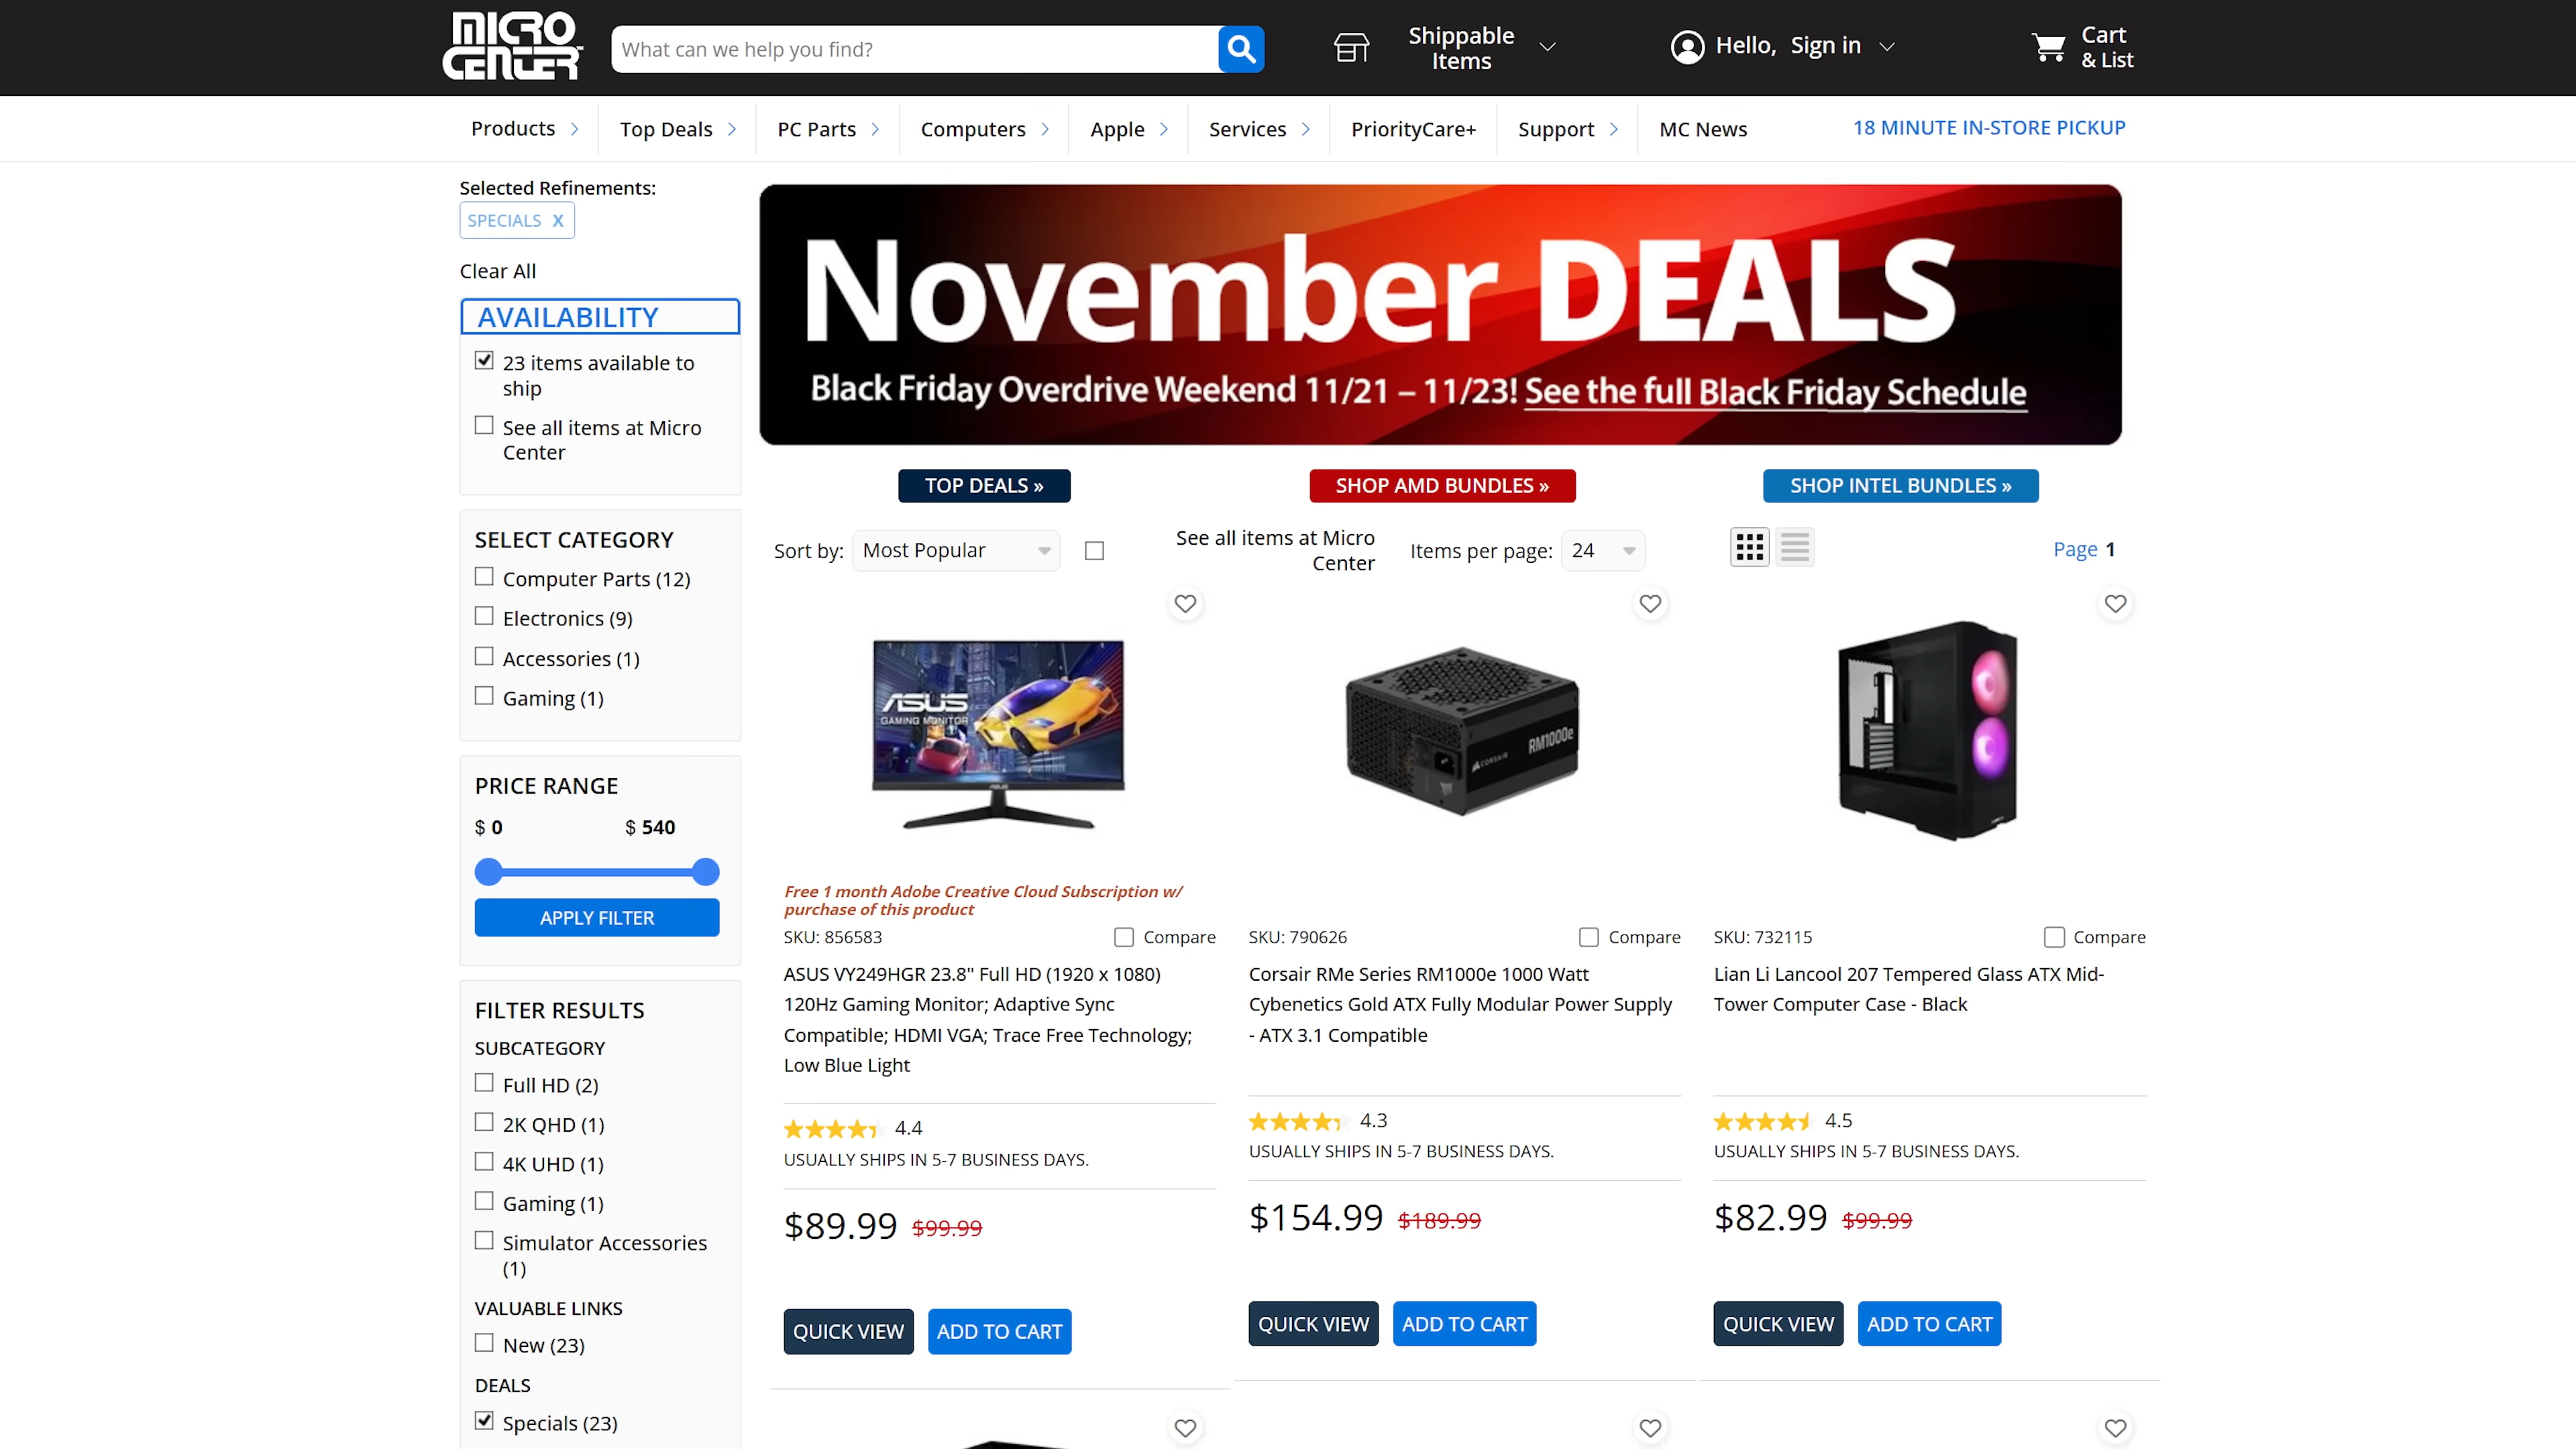 MICRO
CENTER
What can we help you find?
Shippable
Items
Hello, Sign in
Cart
& List
Products
Top Deals
PC Parts
Computers
Apple
Services
PriorityCare+
Support
MC News
18 MINUTE IN-STORE PICKUP
Selected Refinements:
SPECIALS X
Clear All
AVAILABILITY
23 items available to
ship
See all items at Micro
Center
SELECT CATEGORY
Computer Parts (12)
Electronics (9)
Accessories (1)
Gaming (1)
PRICE RANGE
$ 0
$ 540
APPLY FILTER
FILTER RESULTS
SUBCATEGORY
Full HD (2)
2K QHD (1)
4K UHD (1)
Gaming (1)
Simulator Accessories
(1)
VALUABLE LINKS
New (23)
DEALS
Specials (23)
November DEALS
Black Friday Overdrive Weekend 11/21 – 11/23! See the full Black Friday Schedule
TOP DEALS »
SHOP AMD BUNDLES »
SHOP INTEL BUNDLES »
Sort by: Most Popular
See all items at Micro
Center
Items per page: 24
Page 1
ASUS
GAMING MONITOR
ASUS
Free 1 month Adobe Creative Cloud Subscription w/
purchase of this product
SKU: 856583
Compare
ASUS VY249HGR 23.8" Full HD (1920 x 1080)
120Hz Gaming Monitor; Adaptive Sync
Compatible; HDMI VGA; Trace Free Technology;
Low Blue Light
4.4
USUALLY SHIPS IN 5-7 BUSINESS DAYS.
$89.99 $99.99
QUICK VIEW
ADD TO CART
CORSAIR
RM1000e
SKU: 790626
Compare
Corsair RMe Series RM1000e 1000 Watt
Cybenetics Gold ATX Fully Modular Power Supply
- ATX 3.1 Compatible
4.3
USUALLY SHIPS IN 5-7 BUSINESS DAYS.
$154.99 $189.99
QUICK VIEW
ADD TO CART
SKU: 732115
Compare
Lian Li Lancool 207 Tempered Glass ATX Mid-
Tower Computer Case - Black
4.5
USUALLY SHIPS IN 5-7 BUSINESS DAYS.
$82.99 $99.99
QUICK VIEW
ADD TO CART